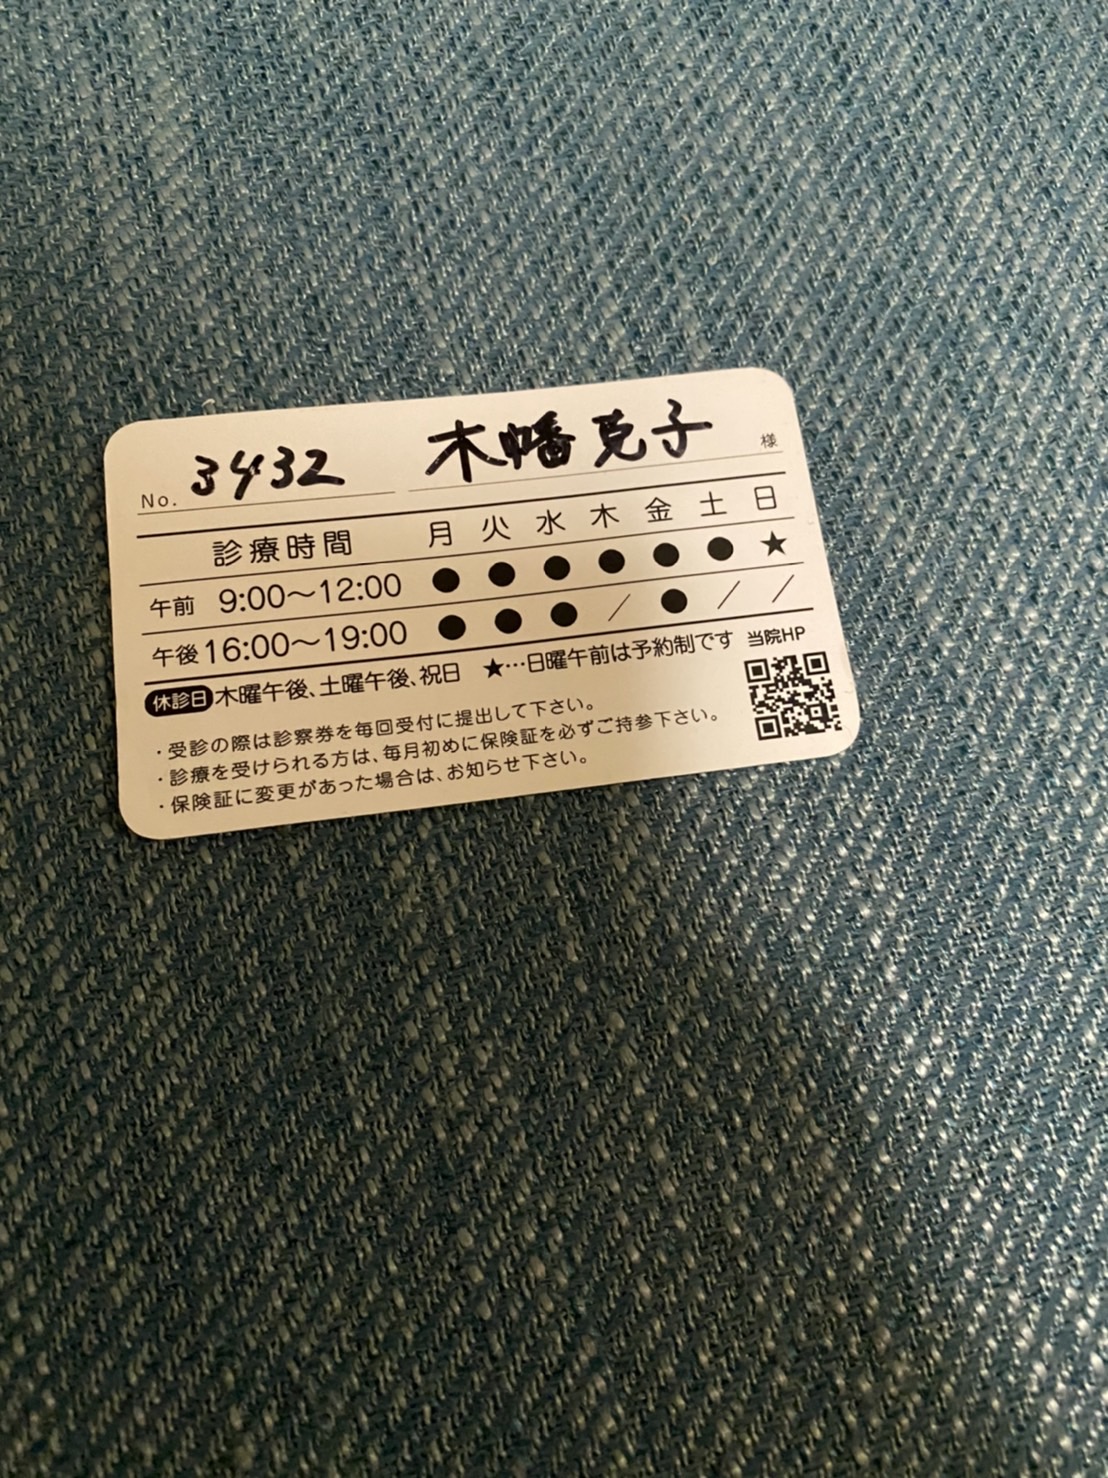 No. 3432 木幡克子 様
診療時間 月 火 水 木 金 土 日
午前 9:00〜12:00 ● ● ● ● ● ● ★
午後 16:00〜19:00 ● ● ● ／ ● ／ ／
休診日 木曜午後、土曜午後、祝日 ★…日曜午前は予約制です 当院HP
・受診の際は診察券を毎回受付に提出して下さい。
・診療を受けられる方は、毎月初めに保険証を必ずご持参下さい。
・保険証に変更があった場合は、お知らせ下さい。